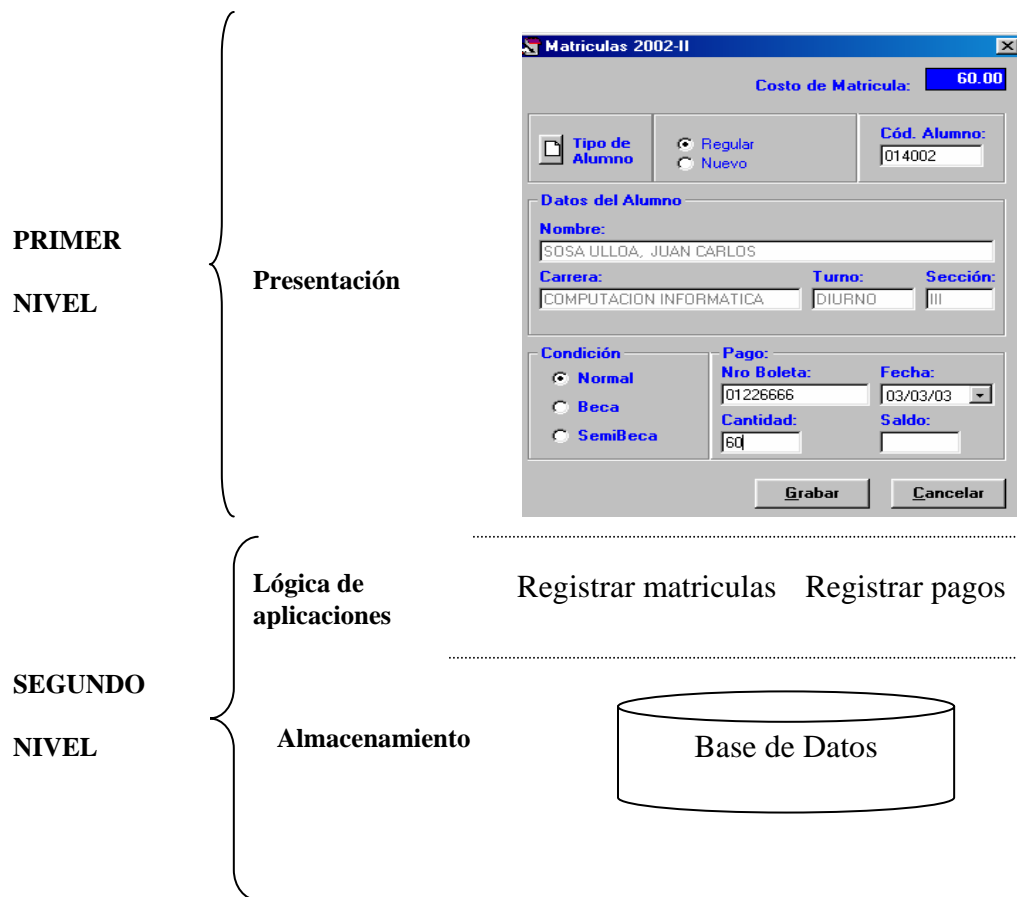 Matriculas 2002-II
Costo de Matricula: 60.00
Tipo de Alumno
Regular
Nuevo
Cód. Alumno:
014002
Datos del Alumno
Nombre:
SOSA ULLOA, JUAN CARLOS
Carrera: Turno: Sección:
COMPUTACION INFORMATICA DIURNO III
Condición
Normal
Beca
SemiBeca
Pago:
Nro Boleta: Fecha:
01226666 03/03/03
Cantidad: Saldo:
60
Grabar Cancelar
PRIMER
NIVEL
Presentación
Lógica de
aplicaciones
Registrar matriculas Registrar pagos
SEGUNDO
NIVEL
Almacenamiento
Base de Datos